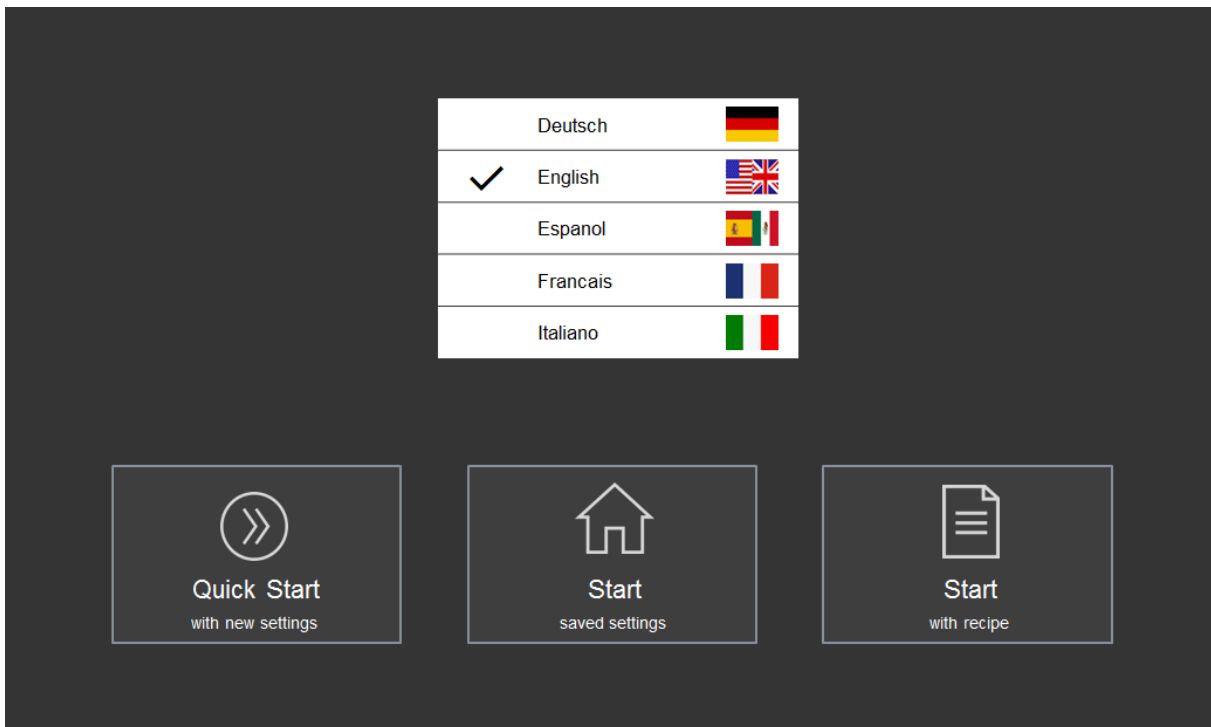 Deutsch
English
Espanol
Francais
Italiano
Quick Start
with new settings
Start
saved settings
Start
with recipe